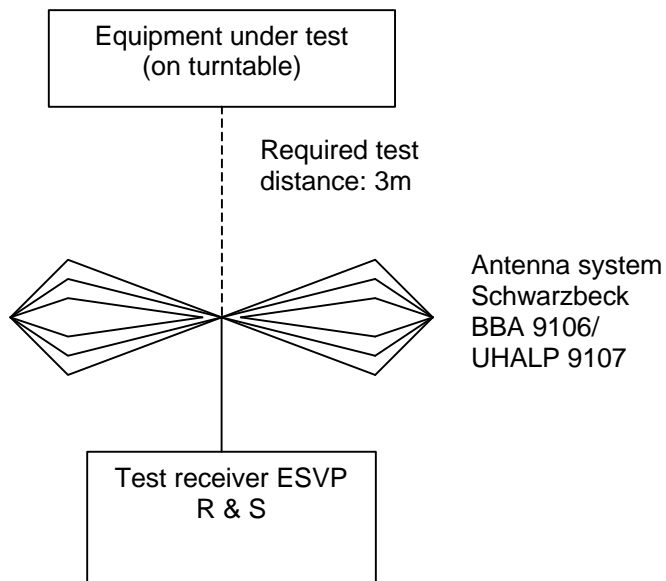 Equipment under test
(on turntable)
Required test
distance: 3m
Antenna system
Schwarzbeck
BBA 9106/
UHALP 9107
Test receiver ESVP
R & S